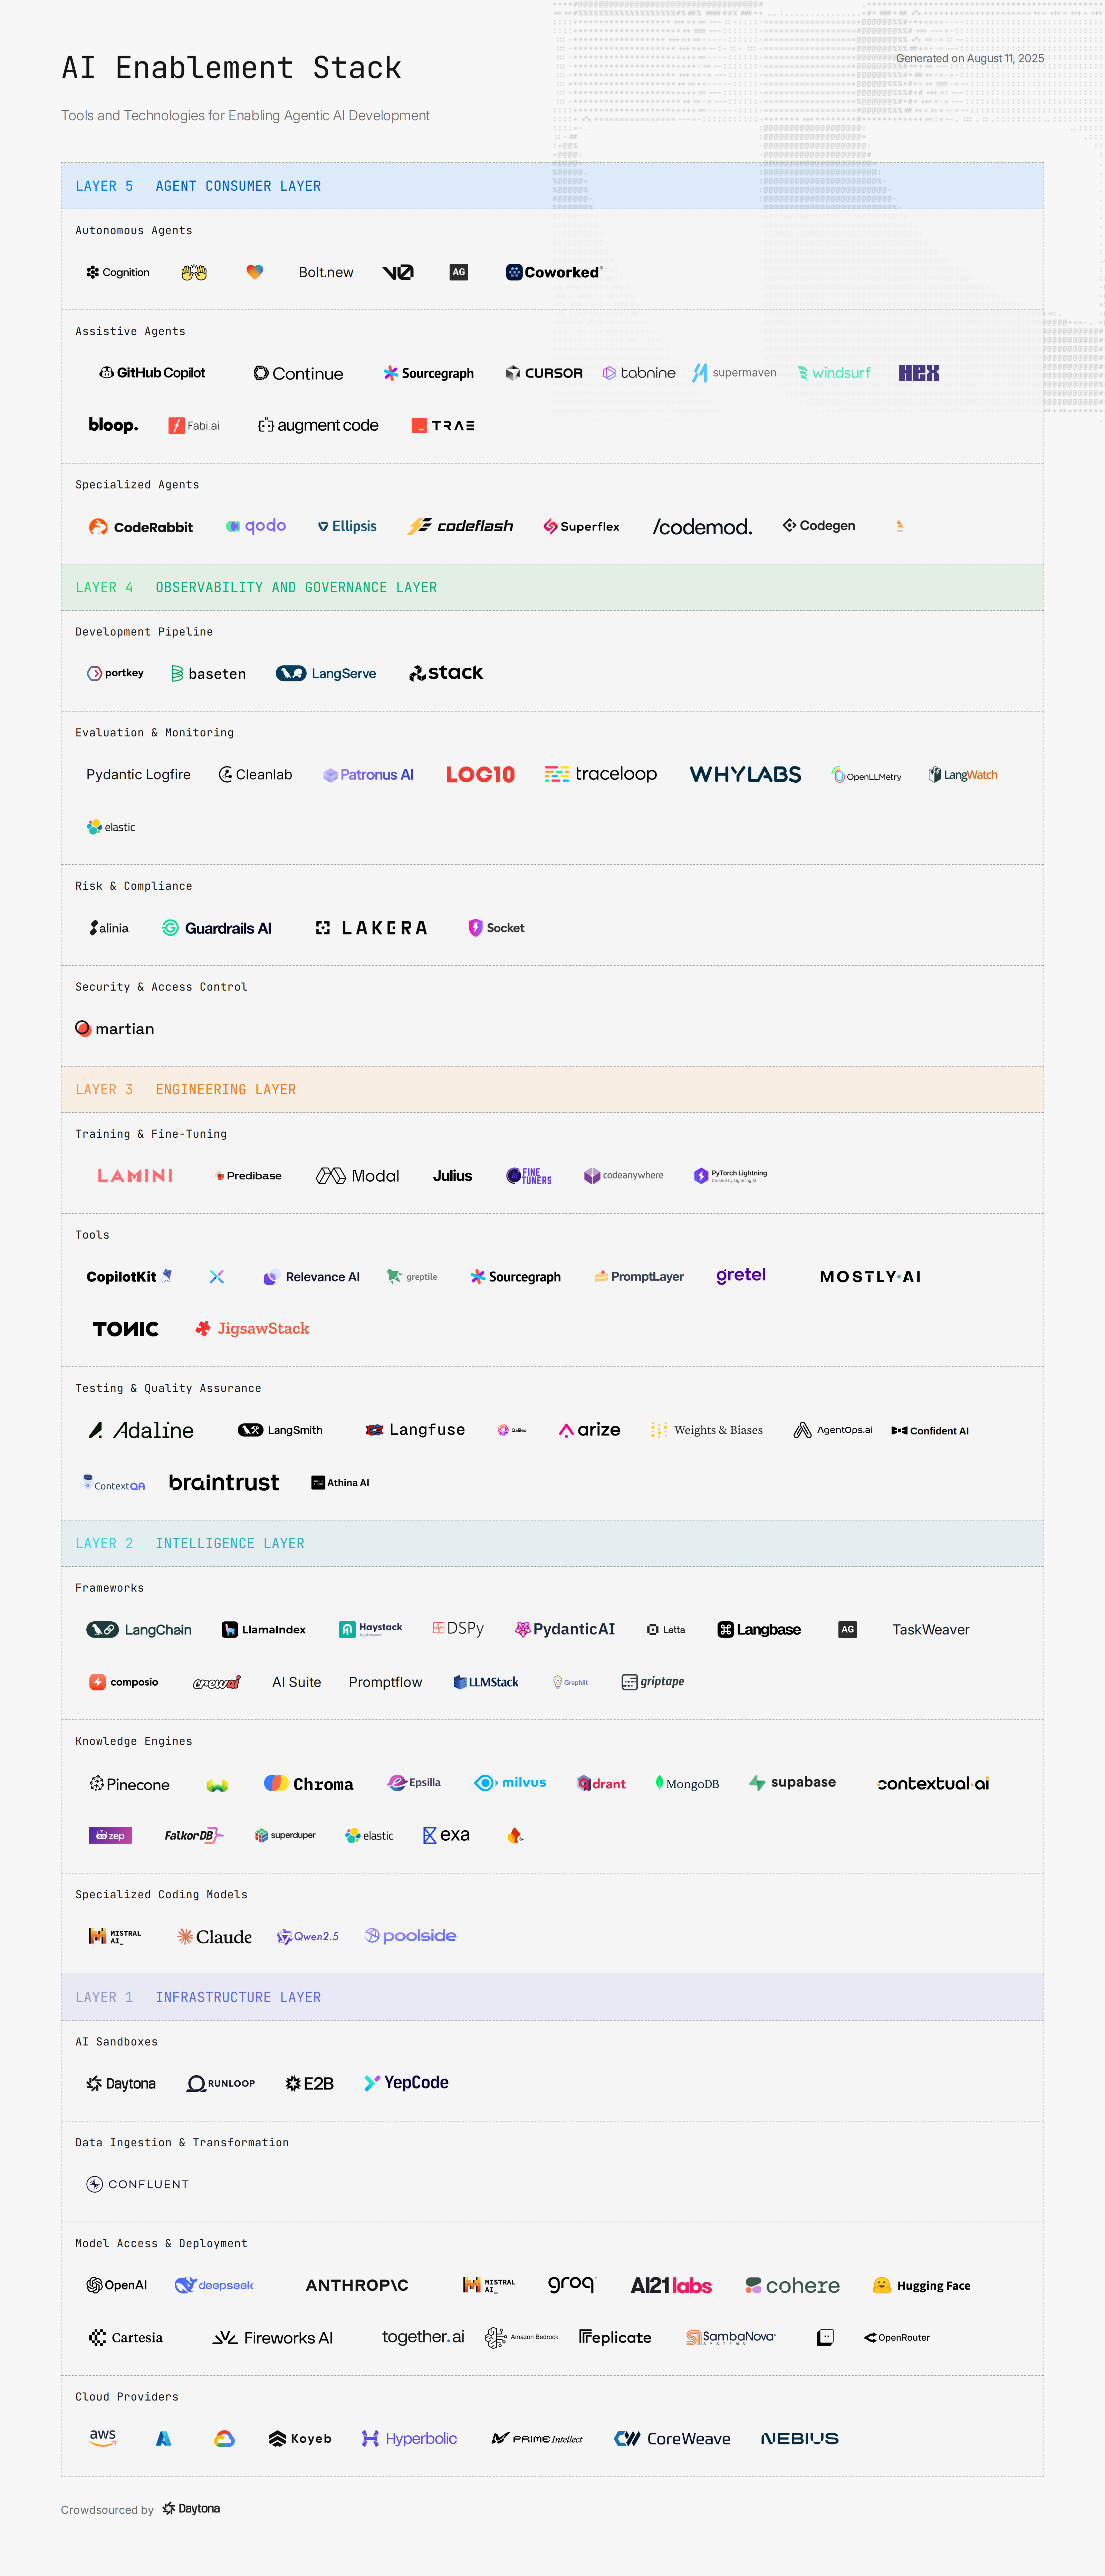 AI Enablement Stack
Generated on August 11, 2025
Tools and Technologies for Enabling Agentic AI Development
LAYER 5 AGENT CONSUMER LAYER
Autonomous Agents
Cognition Bolt.new v0 AG Coworked
Assistive Agents
GitHub Copilot Continue Sourcegraph CURSOR tabnine supermaven windsurf HEX
bloop. Fabi.ai augment code TRAE
Specialized Agents
CodeRabbit qodo Ellipsis codeflash Superflex /codemod. Codegen
LAYER 4 OBSERVABILITY AND GOVERNANCE LAYER
Development Pipeline
portkey baseten LangServe stack
Evaluation & Monitoring
Pydantic Logfire Cleanlab Patronus AI LOG10 traceloop WHYLABS OpenLLMetry LangWatch
elastic
Risk & Compliance
alinia Guardrails AI LAKERA Socket
Security & Access Control
martian
LAYER 3 ENGINEERING LAYER
Training & Fine-Tuning
LAMINI Predibase Modal Julius FINE TUNERS codeanywhere PyTorch Lightning
Created by Lightning AI
Tools
CopilotKit Relevance AI greptile Sourcegraph PromptLayer gretel MOSTLY·AI
TONIC JigsawStack
Testing & Quality Assurance
Adaline LangSmith Langfuse Galileo arize Weights & Biases AgentOps.ai Confident AI
ContextQA braintrust Athina AI
LAYER 2 INTELLIGENCE LAYER
Frameworks
LangChain LlamaIndex Haystack by deepset DSPy PydanticAI Letta Langbase AG TaskWeaver
composio crewai AI Suite Promptflow LLMStack Graphlit griptape
Knowledge Engines
Pinecone Chroma Epsilla milvus qdrant MongoDB supabase contextual·ai
zep FalkorDB superduper elastic exa
Specialized Coding Models
MISTRAL AI_ Claude Qwen2.5 poolside
LAYER 1 INFRASTRUCTURE LAYER
AI Sandboxes
Daytona RUNLOOP E2B YepCode
Data Ingestion & Transformation
CONFLUENT
Model Access & Deployment
OpenAI deepseek ANTHROP\C MISTRAL AI_ groq AI21labs cohere Hugging Face
Cartesia Fireworks AI together.ai Amazon Bedrock Replicate SambaNova SYSTEMS OpenRouter
Cloud Providers
aws Koyeb Hyperbolic PRIME Intellect CoreWeave NEBIUS
Crowdsourced by Daytona